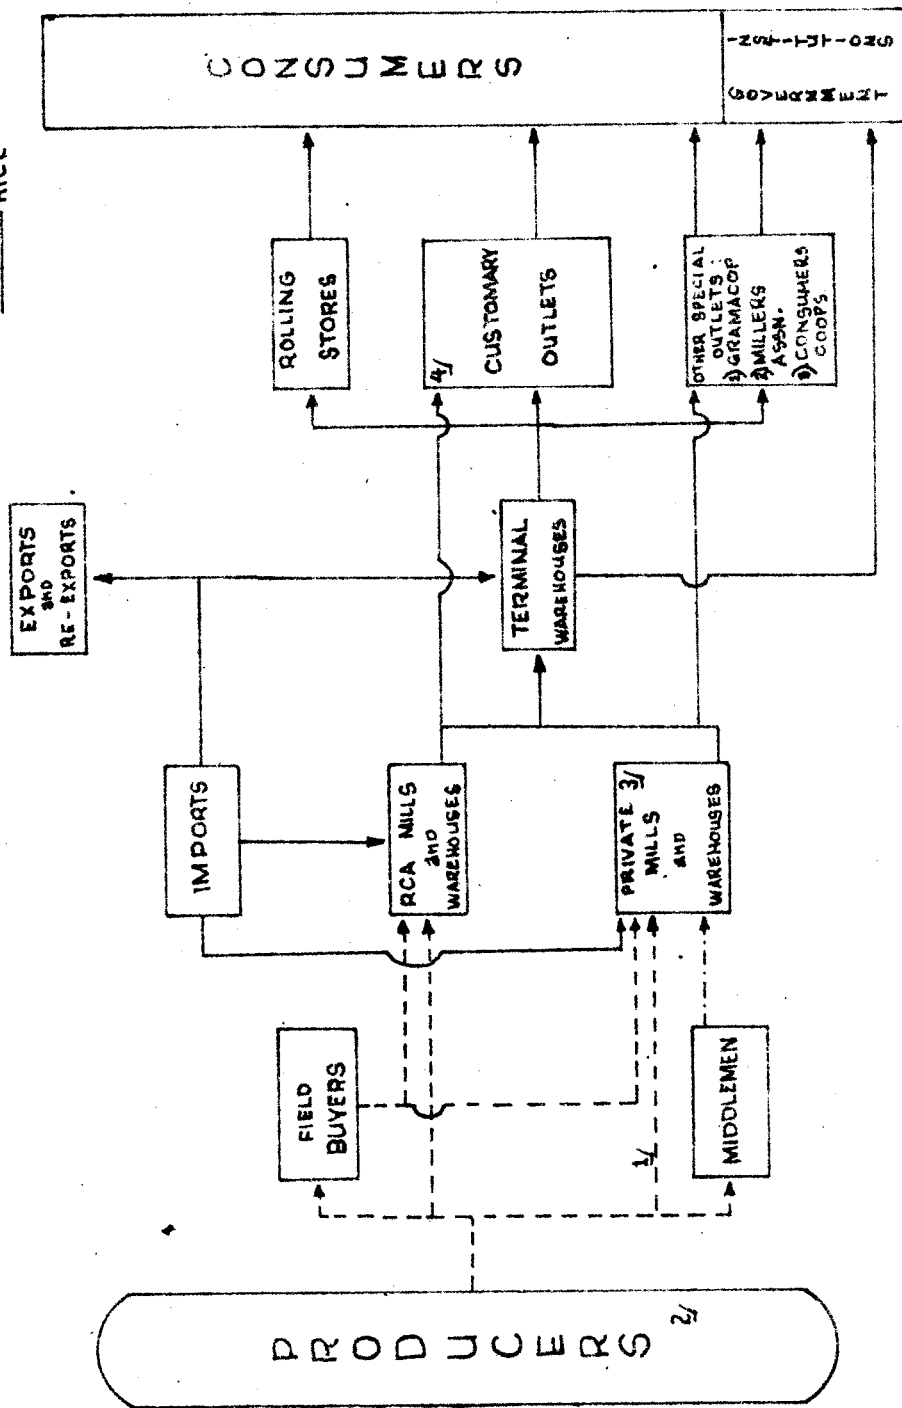 PRODUCERS 2/
FIELD
BUYERS
1/
MIDDLEMEN
IMPORTS
RCA MILLS
and
WAREHOUSES
PRIVATE 3/
MILLS
and
WAREHOUSES
EXPORTS
and
RE-EXPORTS
TERMINAL
WAREHOUSES
ROLLING
STORES
4/
CUSTOMARY
OUTLETS
OTHER SPECIAL
OUTLETS:
1) GRAMACOP
2) MILLERS
ASSN.
3) CONSUMERS
COOPS.
CONSUMERS
GOVERNMENT
INSTITUTIONS